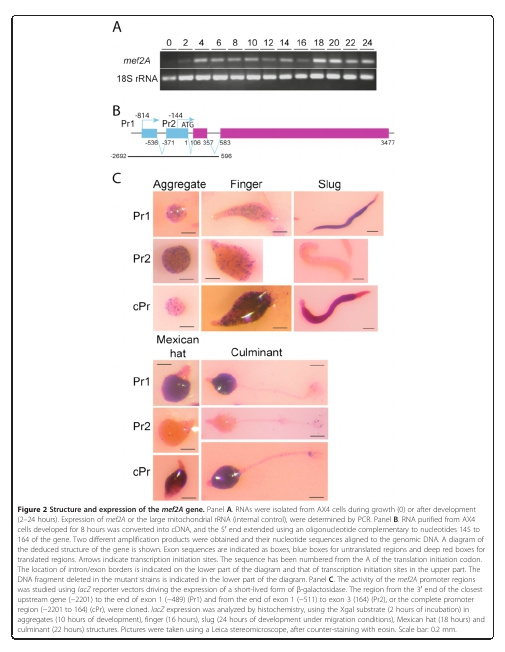 A
0 2 4 6 8 10 12 14 16 18 20 22 24
mef2A
18S rRNA
B
-814 -144
Pr1 Pr2 ATG
-536 -371 1 106 357 583 3477
-2692 596
C
Aggregate Finger Slug
Pr1
Pr2
cPr
Mexican
hat Culminant
Pr1
Pr2
cPr
Figure 2 Structure and expression of the mef2A gene. Panel A. RNAs were isolated from AX4 cells during growth (0) or after development
(2–24 hours). Expression of mef2A or the large mitochondrial rRNA (internal control), were determined by PCR. Panel B. RNA purified from AX4
cells developed for 8 hours was converted into cDNA, and the 5' end extended using an oligonucleotide complementary to nucleotides 145 to
164 of the gene. Two different amplification products were obtained and their nucleotide sequences aligned to the genomic DNA. A diagram of
the deduced structure of the gene is shown. Exon sequences are indicated as boxes, blue boxes for untranslated regions and deep red boxes for
translated regions. Arrows indicate transcription initiation sites. The sequence has been numbered from the A of the translation initiation codon.
The location of intron/exon borders is indicated on the lower part of the diagram and that of transcription initiation sites in the upper part. The
DNA fragment deleted in the mutant strains is indicated in the lower part of the diagram. Panel C. The activity of the mef2A promoter regions
was studied using lacZ reporter vectors driving the expression of a short-lived form of β-galactosidase. The region from the 3' end of the closest
upstream gene (−2201) to the end of exon 1 (−489) (Pr1) and from the end of exon 1 (−511) to exon 3 (164) (Pr2), or the complete promoter
region (−2201 to 164) (cPr), were cloned. lacZ expression was analyzed by histochemistry, using the Xgal substrate (2 hours of incubation) in
aggregates (10 hours of development), finger (16 hours), slug (24 hours of development under migration conditions), Mexican hat (18 hours) and
culminant (22 hours) structures. Pictures were taken using a Leica stereomicroscope, after counter-staining with eosin. Scale bar: 0.2 mm.